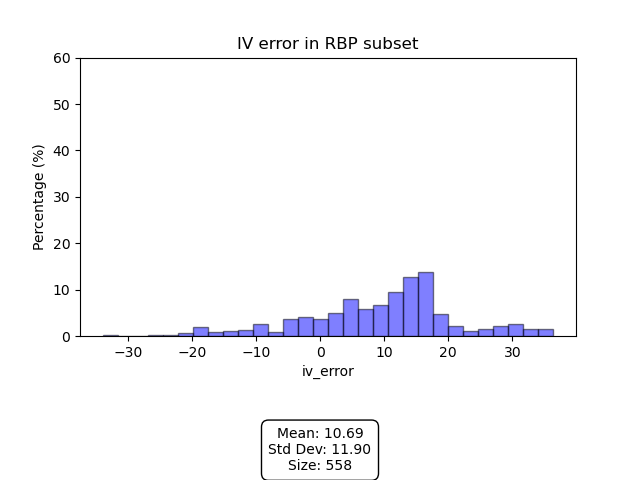 IV error in RBP subset
60
50
40
30
20
10
0
Percentage (%)
−30 −20 −10 0 10 20 30
iv_error
Mean: 10.69
Std Dev: 11.90
Size: 558